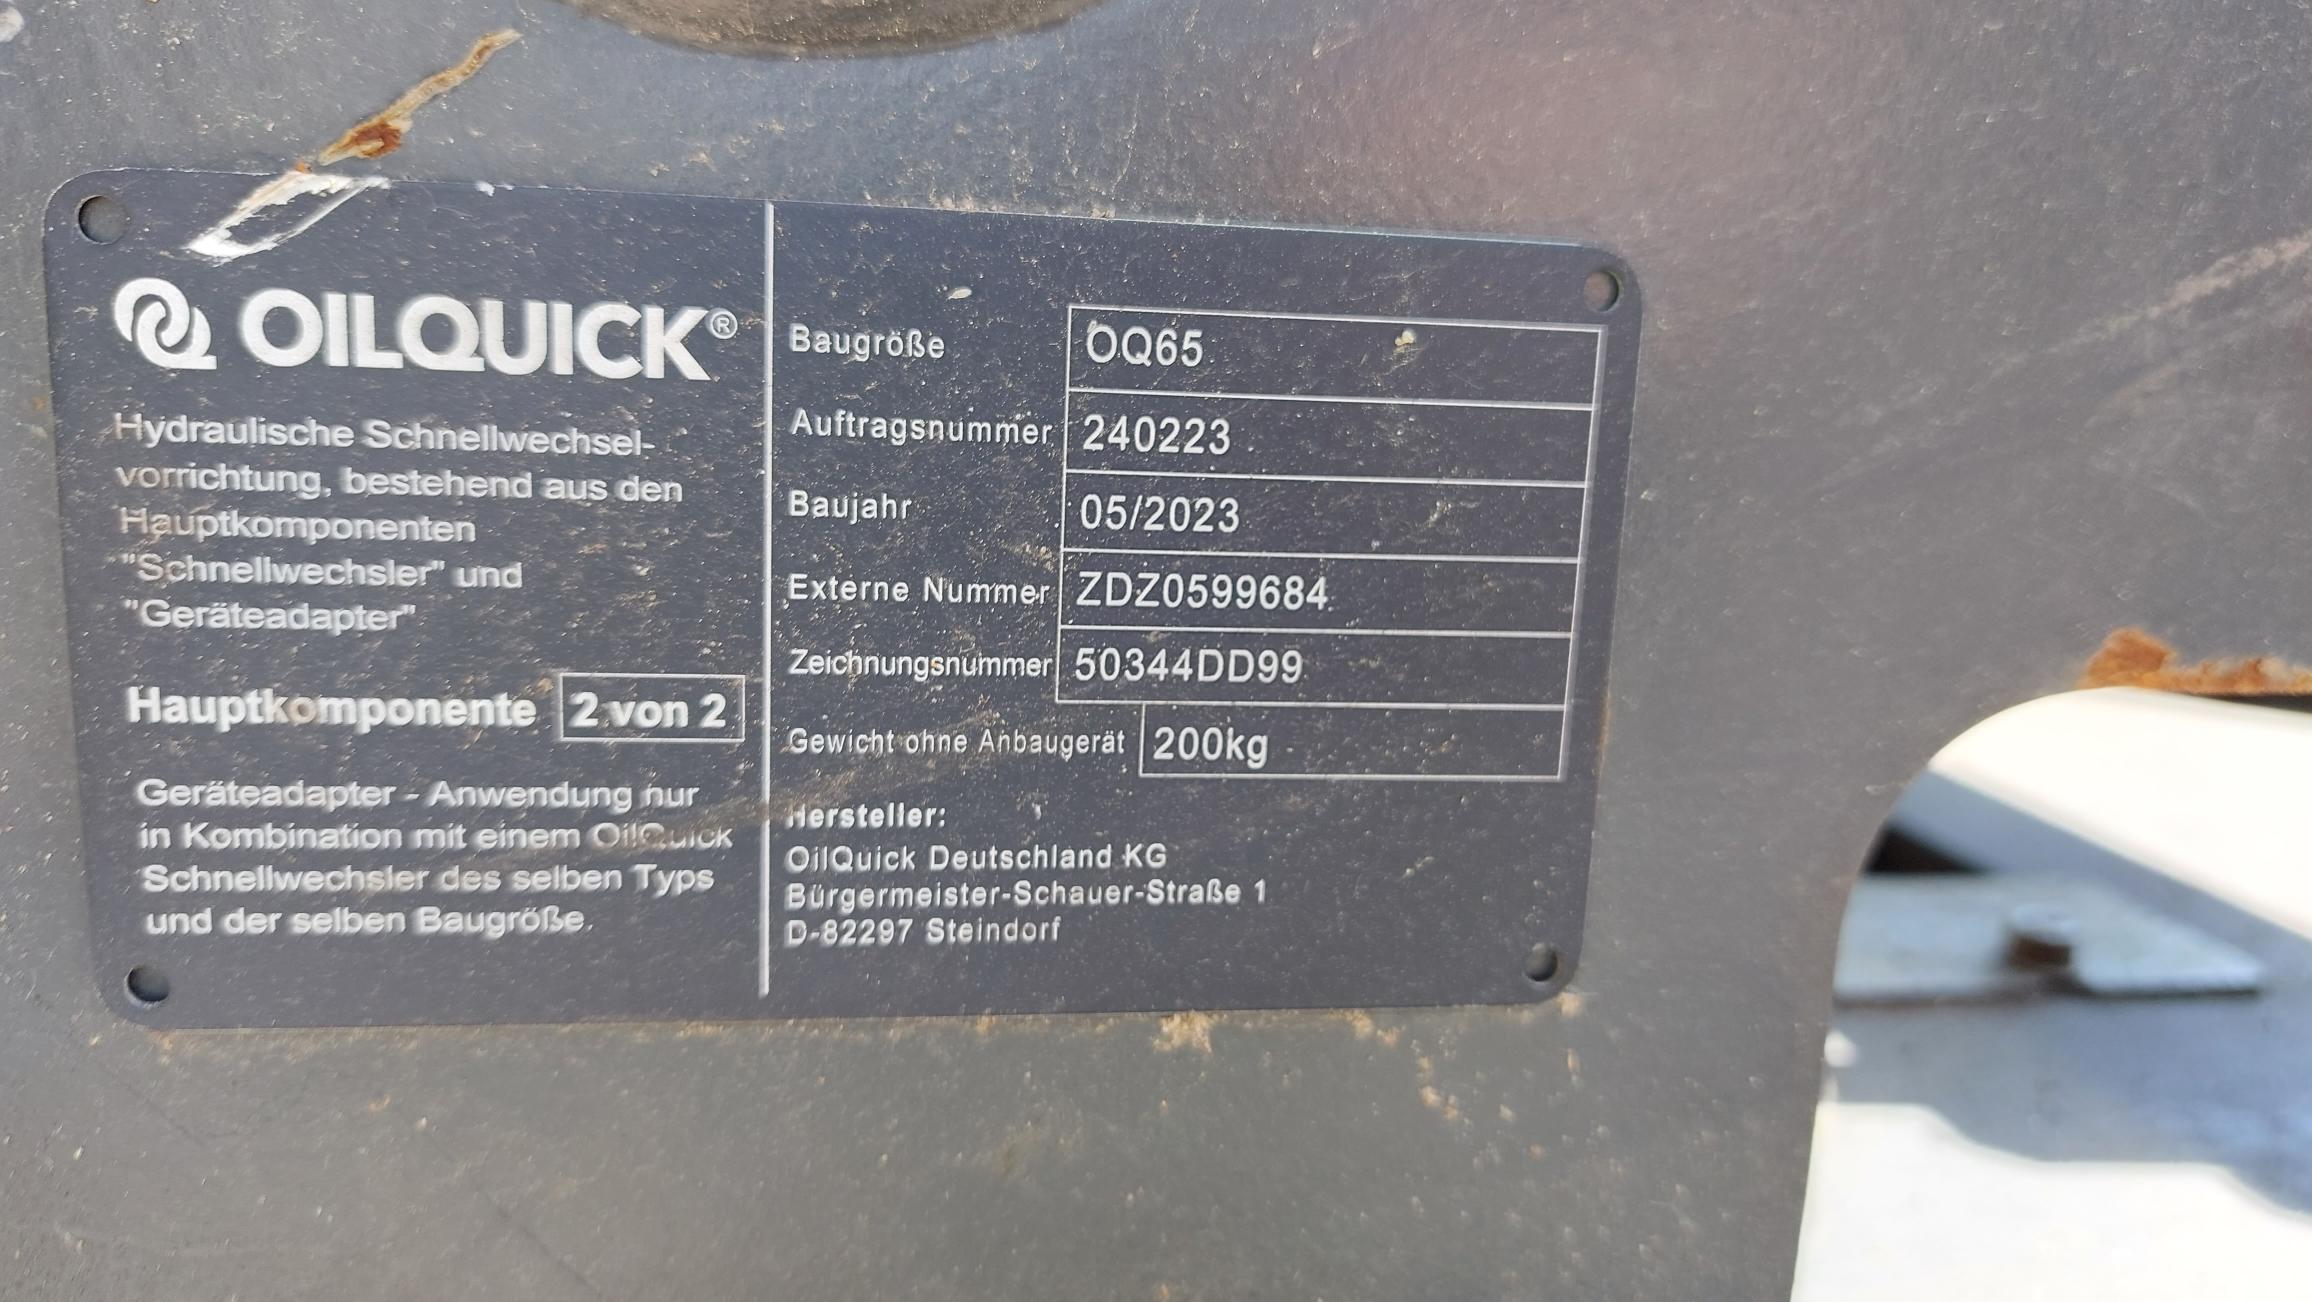 OILQUICK®
Hydraulische Schnellwechsel-
vorrichtung, bestehend aus den
Hauptkomponenten
"Schnellwechsler" und
"Geräteadapter"
Hauptkomponente 2 von 2
Geräteadapter - Anwendung nur
in Kombination mit einem OilQuick
Schnellwechsler des selben Typs
und der selben Baugröße.
Baugröße OQ65
Auftragsnummer 240223
Baujahr 05/2023
Externe Nummer ZDZ0599684
Zeichnungsnummer 50344DD99
Gewicht ohne Anbaugerät 200kg
Hersteller:
OilQuick Deutschland KG
Bürgermeister-Schauer-Straße 1
D-82297 Steindorf